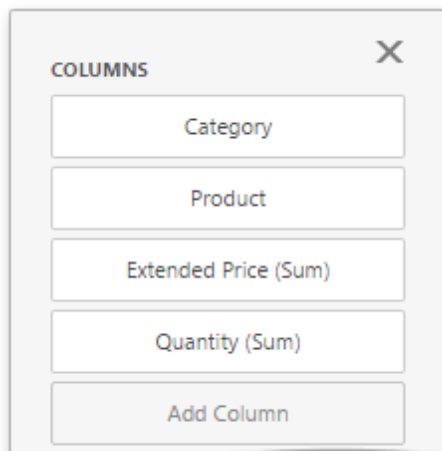 COLUMNS
Category
Product
Extended Price (Sum)
Quantity (Sum)
Add Column